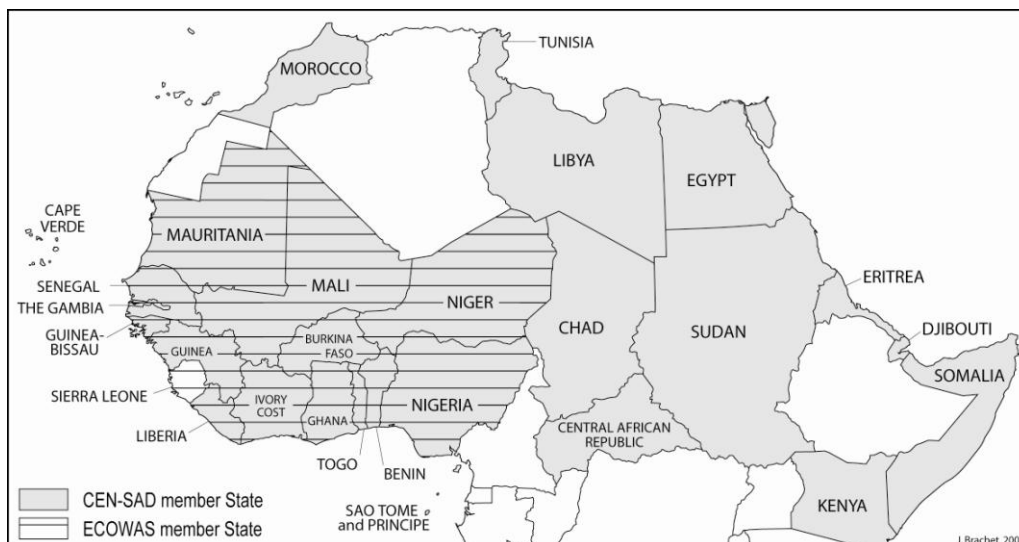 TUNISIA
MOROCCO
LIBYA
EGYPT
CAPE
VERDE
MAURITANIA
MALI
NIGER
SENEGAL
THE GAMBIA
GUINEA-
BISSAU
GUINEA
BURKINA
FASO
CHAD
SUDAN
ERITREA
DJIBOUTI
SOMALIA
SIERRA LEONE
IVORY
COST
GHANA
NIGERIA
LIBERIA
TOGO
BENIN
CENTRAL AFRICAN
REPUBLIC
SAO TOME
and PRINCIPE
KENYA
CEN-SAD member State
ECOWAS member State
J. Brachet, 200